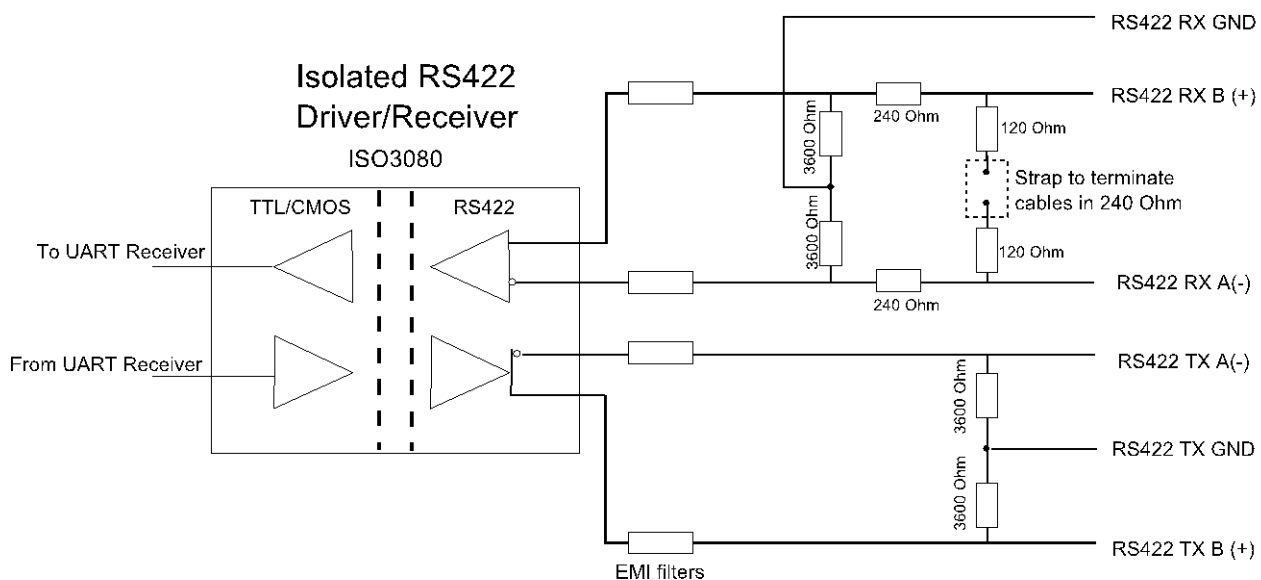 RS422 RX GND
Isolated RS422
Driver/Receiver
ISO3080
RS422 RX B (+)
240 Ohm
3600 Ohm
120 Ohm
Strap to terminate
cables in 240 Ohm
TTL/CMOS
RS422
3600 Ohm
120 Ohm
To UART Receiver
RS422 RX A(-)
240 Ohm
From UART Receiver
RS422 TX A(-)
3600 Ohm
RS422 TX GND
3600 Ohm
RS422 TX B (+)
EMI filters